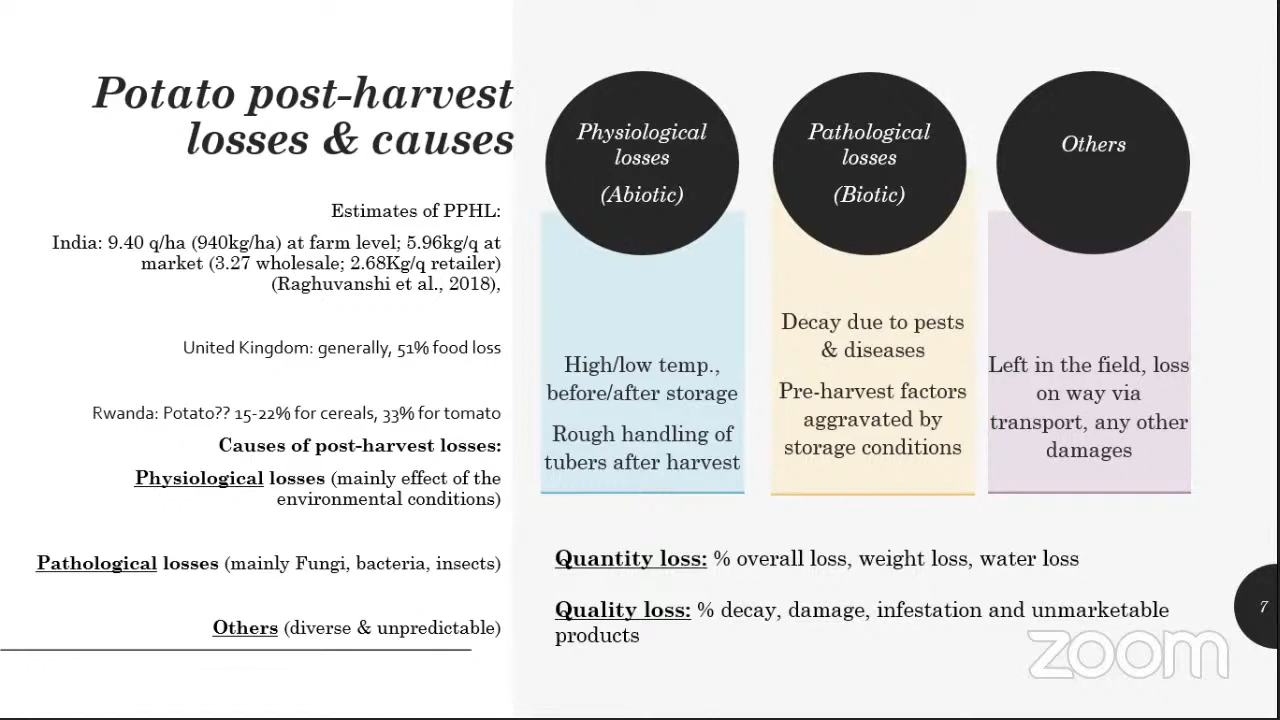 Potato post-harvest
losses & causes
Estimates of PPHL:
India: 9.40 q/ha (940kg/ha) at farm level; 5.96kg/q at
market (3.27 wholesale; 2.68Kg/q retailer)
(Raghuvanshi et al., 2018),
United Kingdom: generally, 51% food loss
Rwanda: Potato?? 15-22% for cereals, 33% for tomato
Causes of post-harvest losses:
Physiological losses (mainly effect of the
environmental conditions)
Pathological losses (mainly Fungi, bacteria, insects)
Others (diverse & unpredictable)
Physiological
losses
(Abiotic)
High/low temp.,
before/after storage
Rough handling of
tubers after harvest
Pathological
losses
(Biotic)
Decay due to pests
& diseases
Pre-harvest factors
aggravated by
storage conditions
Others
Left in the field, loss
on way via
transport, any other
damages
Quantity loss: % overall loss, weight loss, water loss
Quality loss: % decay, damage, infestation and unmarketable
products
7
zoom